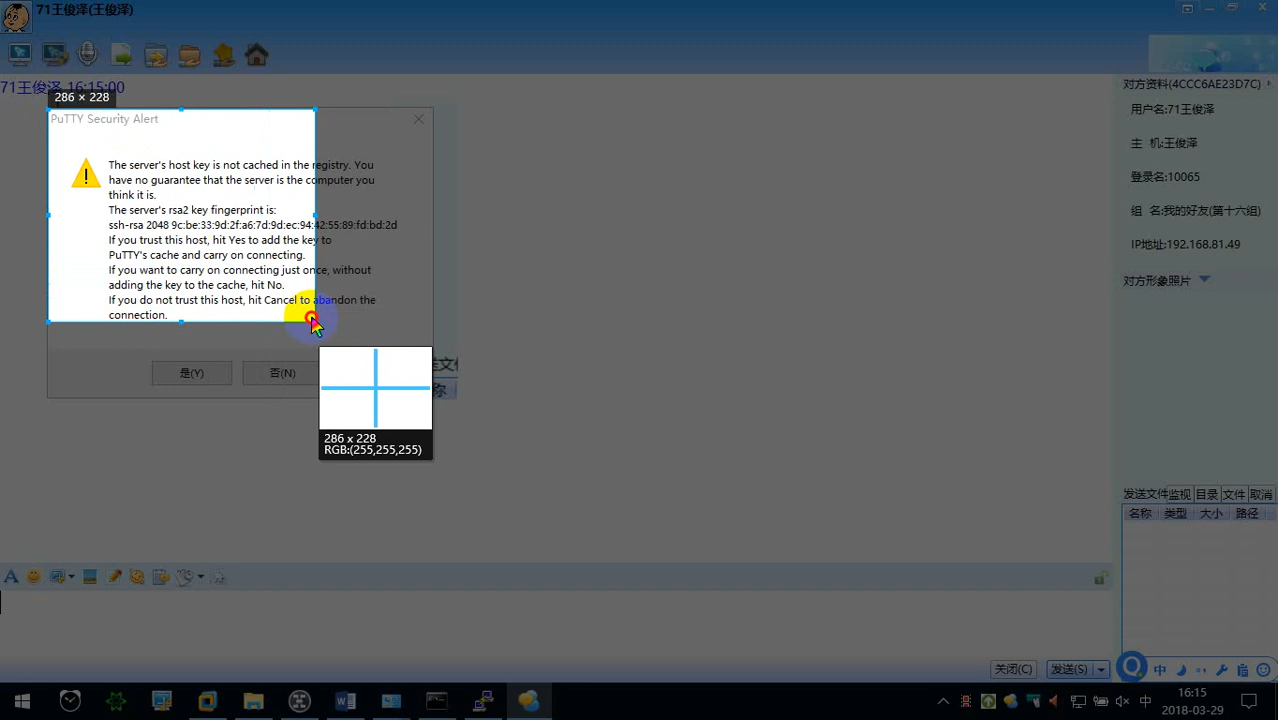 71王俊泽(王俊泽)
71王俊泽 16:15:00
286 × 228
PuTTY Security Alert
The server's host key is not cached in the registry. You
have no guarantee that the server is the computer you
think it is.
The server's rsa2 key fingerprint is:
ssh-rsa 2048 9c:be:33:9d:2f:a6:7d:9d:ec:94:42:55:89:fd:bd:2d
If you trust this host, hit Yes to add the key to
PuTTY's cache and carry on connecting.
If you want to carry on connecting just once, without
adding the key to the cache, hit No.
If you do not trust this host, hit Cancel to abandon the
connection.
是(Y)
否(N)
286 x 228
RGB:(255,255,255)
对方资料(4CCC6AE23D7C)
用户名:71王俊泽
主 机:王俊泽
登录名:10065
组 名:我的好友(第十六组)
IP地址:192.168.81.49
对方形象照片
发送文件 监视 目录 文件 取消
名称 类型 大小 路径
关闭(C)
发送(S)
中
中
16:15
2018-03-29